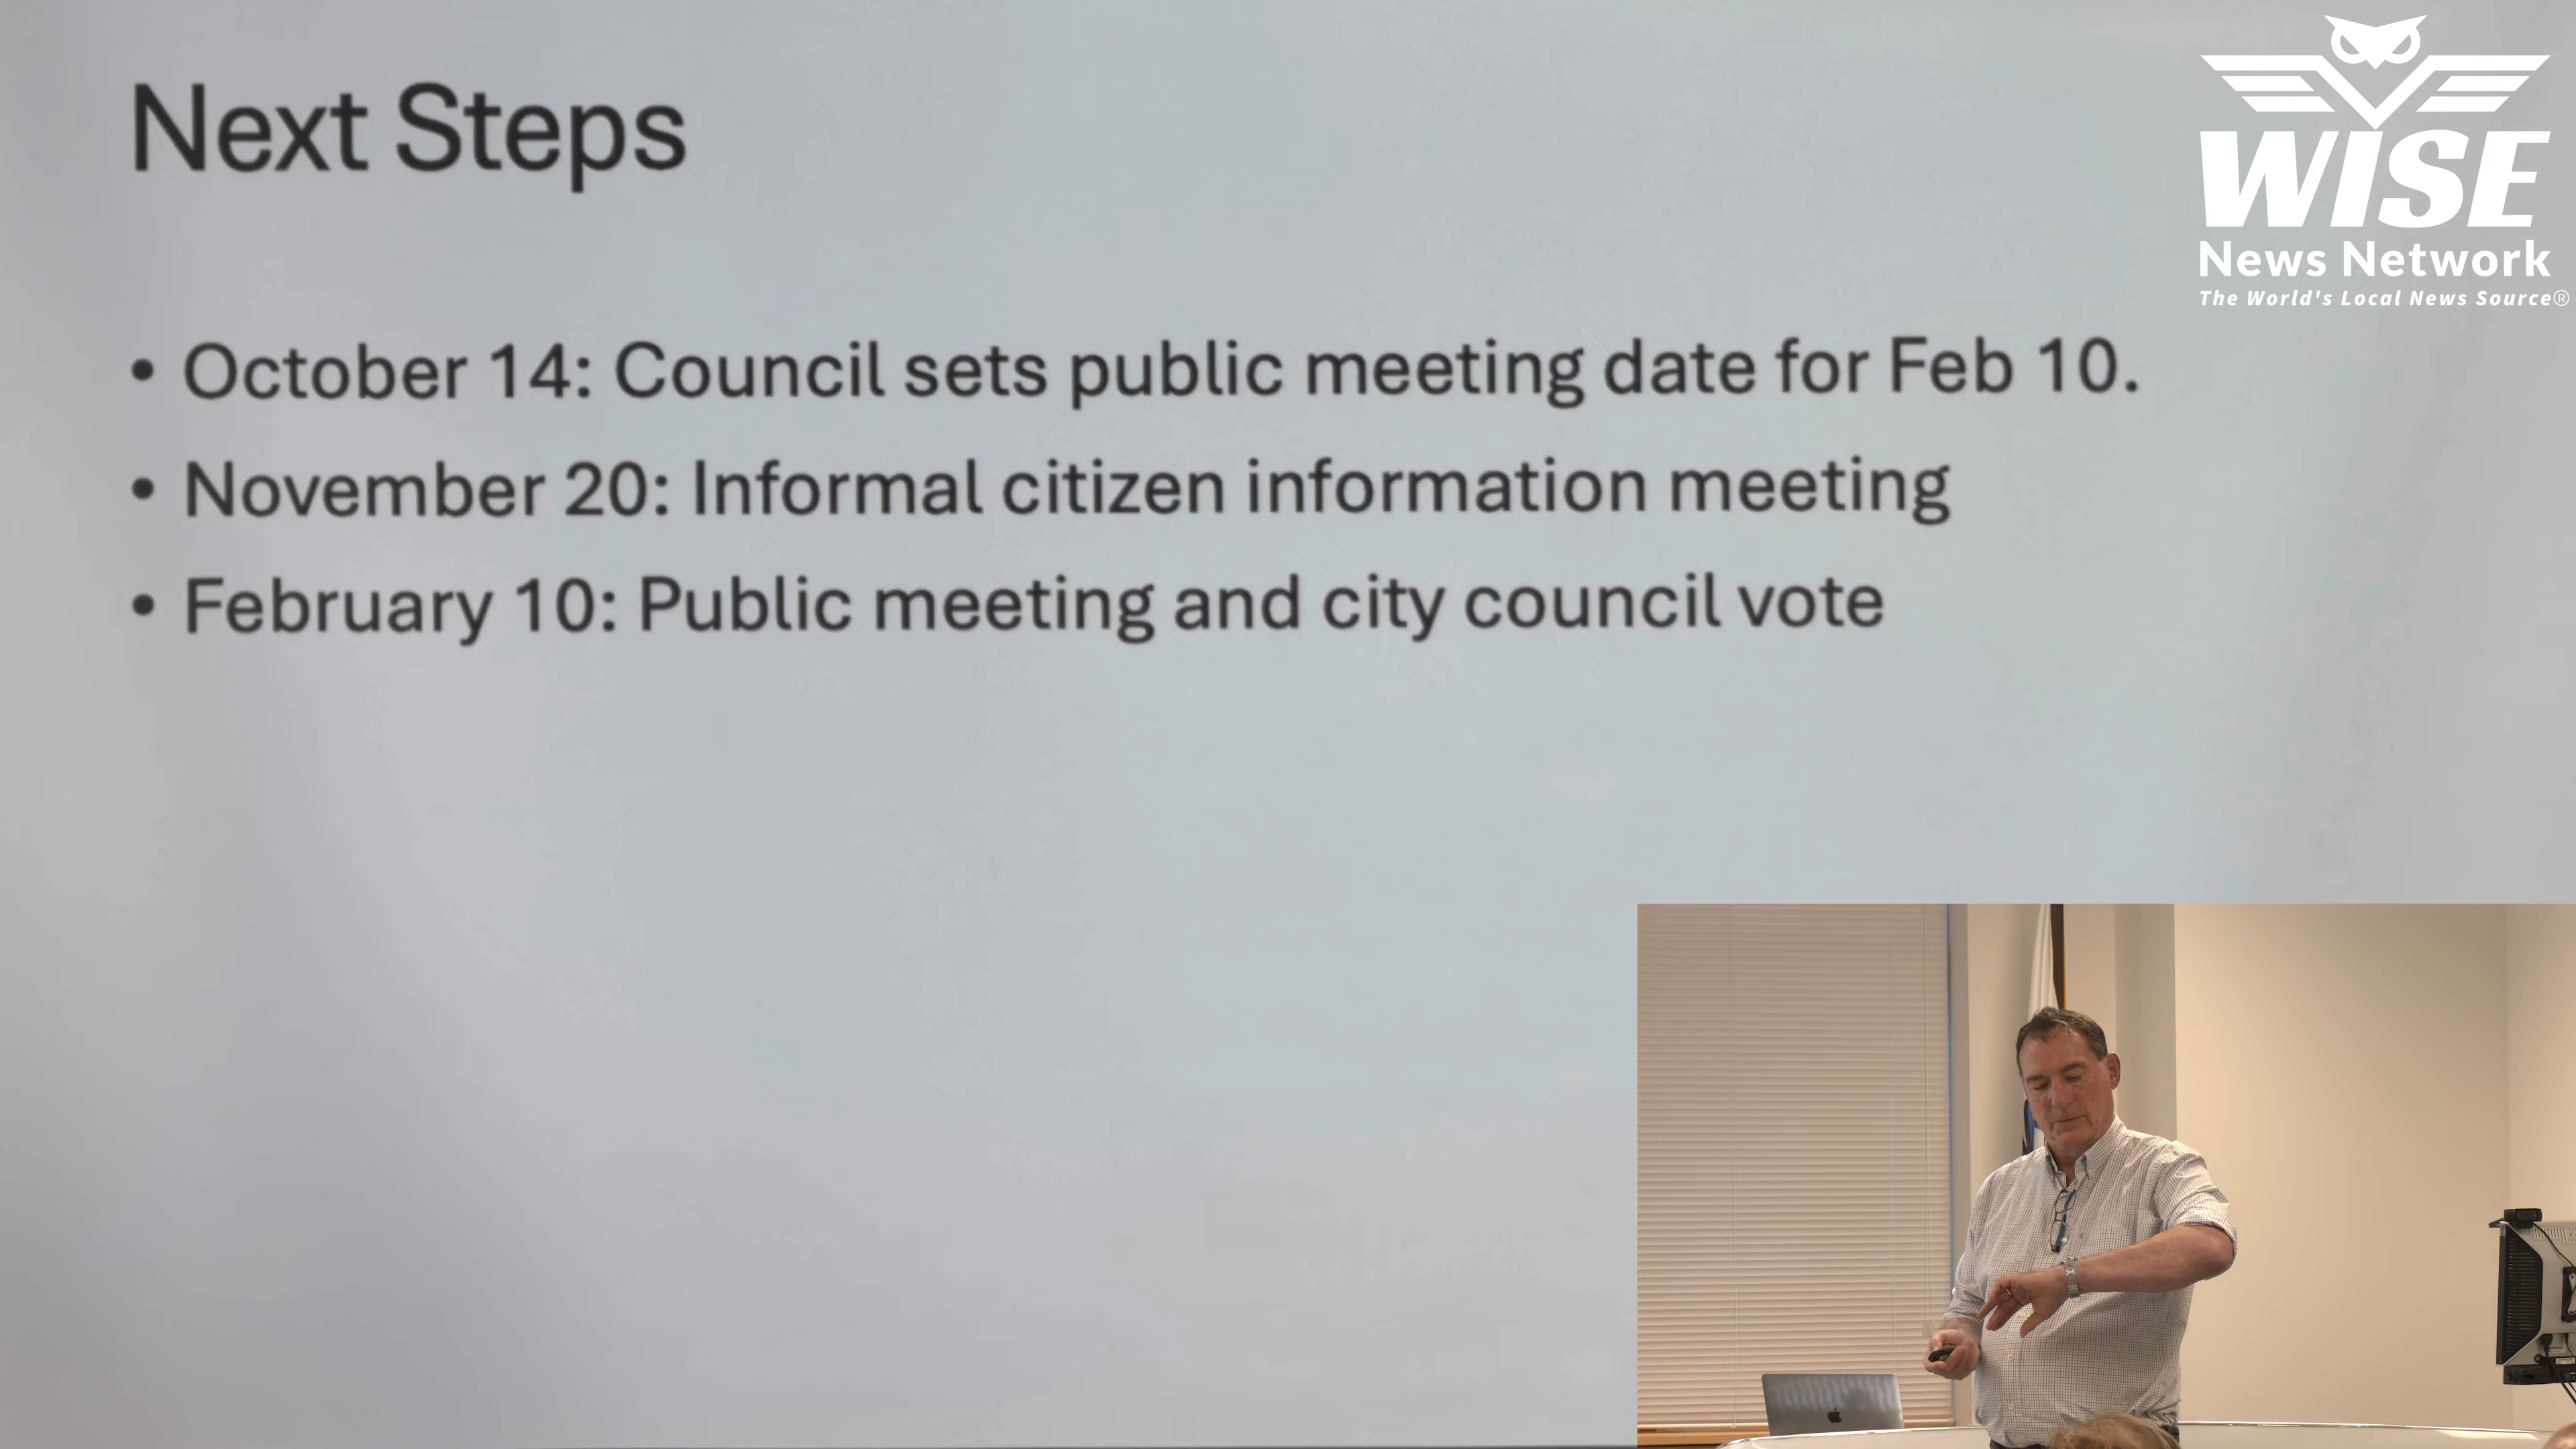 Next Steps
WISE
News Network
The World's Local News Source®
• October 14: Council sets public meeting date for Feb 10.
• November 20: Informal citizen information meeting
• February 10: Public meeting and city council vote